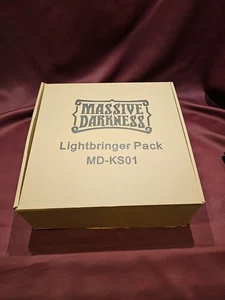 MASSIVE
DARKNESS
Lightbringer Pack
MD-KS01